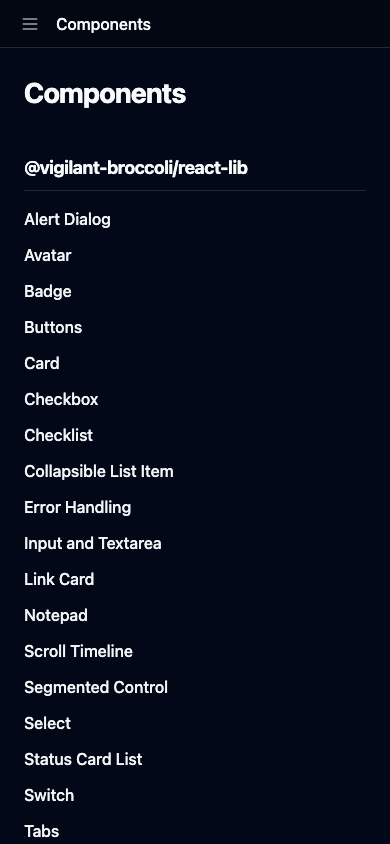 Components
Components
@vigilant-broccoli/react-lib
Alert Dialog
Avatar
Badge
Buttons
Card
Checkbox
Checklist
Collapsible List Item
Error Handling
Input and Textarea
Link Card
Notepad
Scroll Timeline
Segmented Control
Select
Status Card List
Switch
Tabs